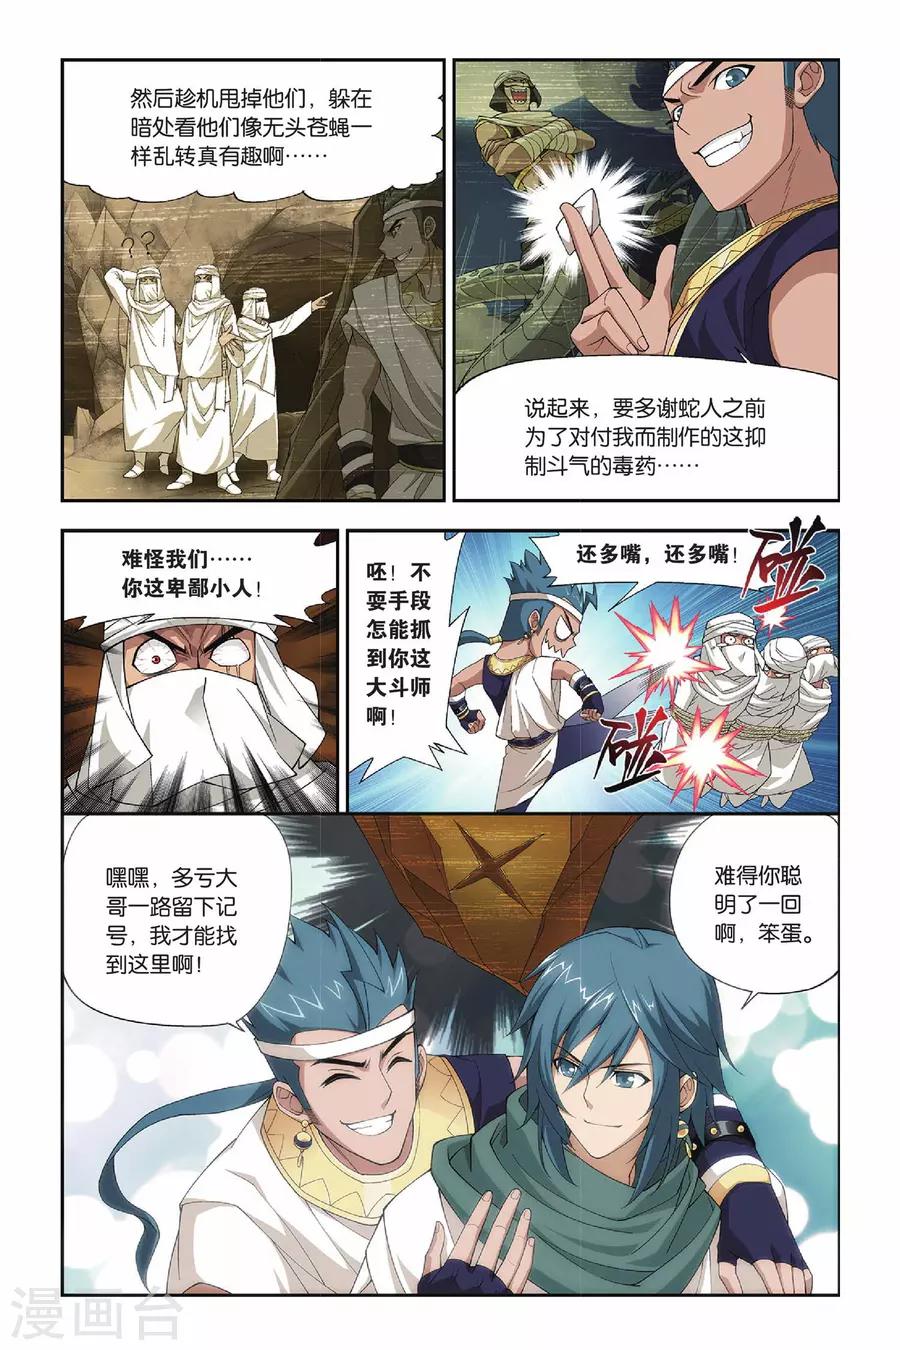 然后趁机甩掉他们，躲在
暗处看他们像无头苍蝇一
样乱转真有趣啊……
??
说起来，要多谢蛇人之前
为了对付我而制作的这抑
制斗气的毒药……
难怪我们……
你这卑鄙小人！
呸！不
耍手段
怎能抓
到你这
大斗师
啊！
还多嘴，还多嘴！
碰
碰
嘿嘿，多亏大
哥一路留下记
号，我才能找
到这里啊！
难得你聪
明了一回
啊，笨蛋。
漫画台